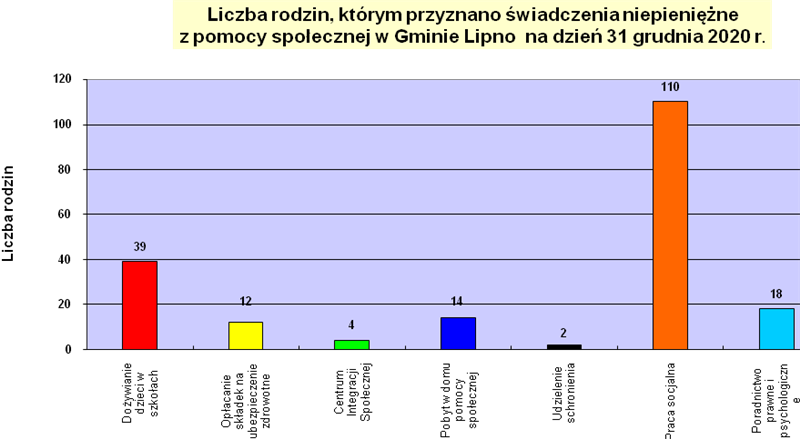 Liczba rodzin, którym przyznano świadczenia niepieniężne
z pomocy spolecznej w Gminie Lipno na dzień 31 grudnia 2020 r.
Liczba rodzin
120
100
80
60
40
20
0
39
12
4
14
2
110
18
Dożywianie
dzieci w
szkołach
Opłacanie
składek na
ubezpieczenie
zdrowotne
Centrum
Integracji
Społecznej
Pobyt w domu
pomocy
społecznej
Udzielenie
schronienia
Praca socjalna
Poradnictwo
prawne i
psychologiczn
e